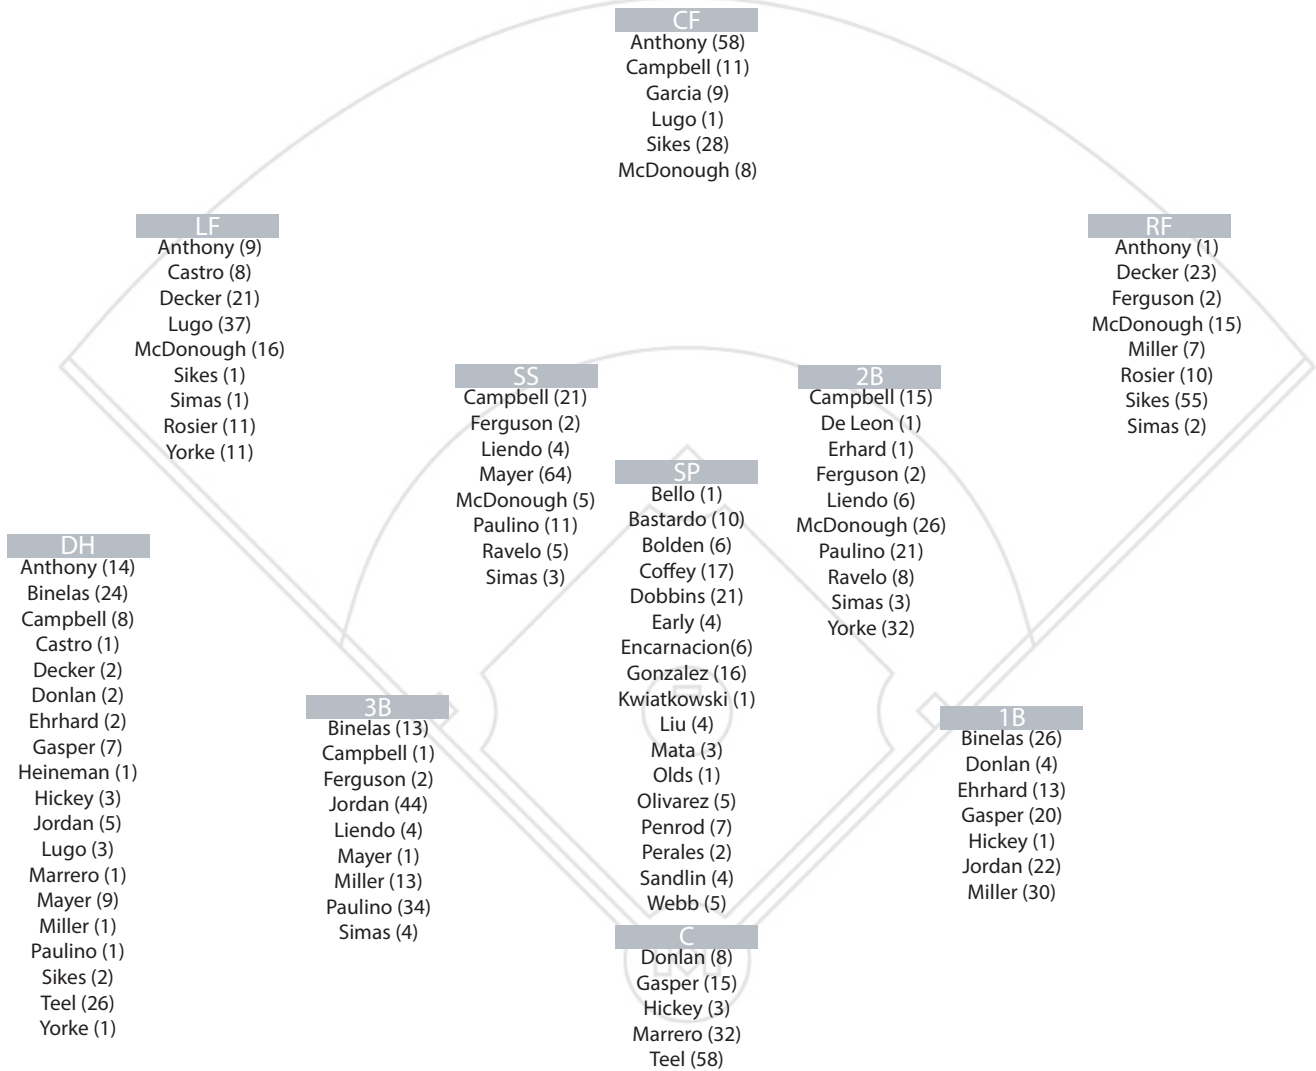 CF
Anthony (58)
Campbell (11)
Garcia (9)
Lugo (1)
Sikes (28)
McDonough (8)
LF
Anthony (9)
Castro (8)
Decker (21)
Lugo (37)
McDonough (16)
Sikes (1)
Simas (1)
Rosier (11)
Yorke (11)
RF
Anthony (1)
Decker (23)
Ferguson (2)
McDonough (15)
Miller (7)
Rosier (10)
Sikes (55)
Simas (2)
SS
Campbell (21)
Ferguson (2)
Liendo (4)
Mayer (64)
McDonough (5)
Paulino (11)
Ravelo (5)
Simas (3)
2B
Campbell (15)
De Leon (1)
Erhard (1)
Ferguson (2)
Liendo (6)
McDonough (26)
Paulino (21)
Ravelo (8)
Simas (3)
Yorke (32)
SP
Bello (1)
Bastardo (10)
Bolden (6)
Coffey (17)
Dobbins (21)
Early (4)
Encarnacion(6)
Gonzalez (16)
Kwiatkowski (1)
Liu (4)
Mata (3)
Olds (1)
Olivarez (5)
Penrod (7)
Perales (2)
Sandlin (4)
Webb (5)
DH
Anthony (14)
Binelas (24)
Campbell (8)
Castro (1)
Decker (2)
Donlan (2)
Ehrhard (2)
Gasper (7)
Heineman (1)
Hickey (3)
Jordan (5)
Lugo (3)
Marrero (1)
Mayer (9)
Miller (1)
Paulino (1)
Sikes (2)
Teel (26)
Yorke (1)
3B
Binelas (13)
Campbell (1)
Ferguson (2)
Jordan (44)
Liendo (4)
Mayer (1)
Miller (13)
Paulino (34)
Simas (4)
1B
Binelas (26)
Donlan (4)
Ehrhard (13)
Gasper (20)
Hickey (1)
Jordan (22)
Miller (30)
C
Donlan (8)
Gasper (15)
Hickey (3)
Marrero (32)
Teel (58)